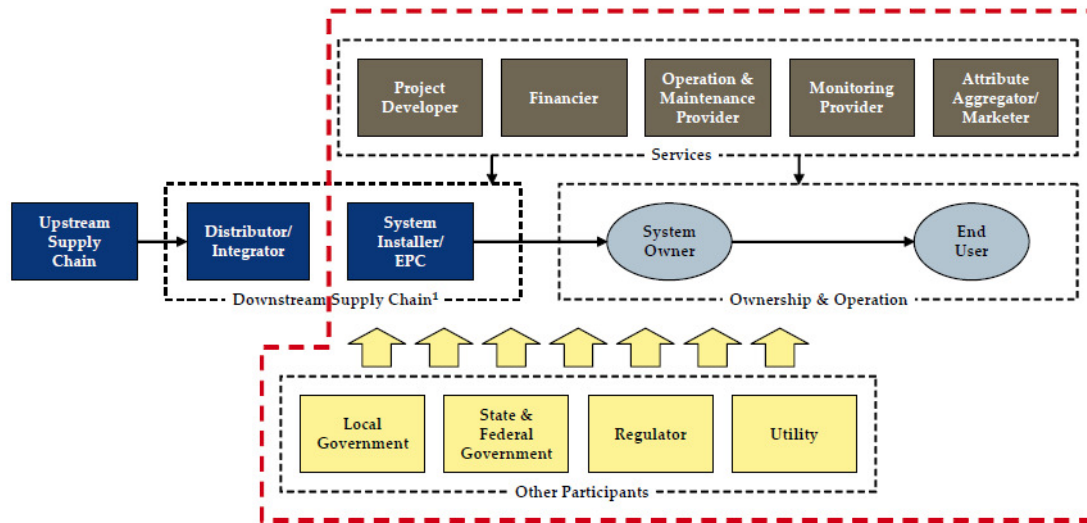 Project
Developer
Financier
Operation &
Maintenance
Provider
Monitoring
Provider
Attribute
Aggregator/
Marketer
Services
Upstream
Supply
Chain
Distributor/
Integrator
System
Installer/
EPC
System
Owner
End
User
Downstream Supply Chain¹
Ownership & Operation
Local
Government
State &
Federal
Government
Regulator
Utility
Other Participants